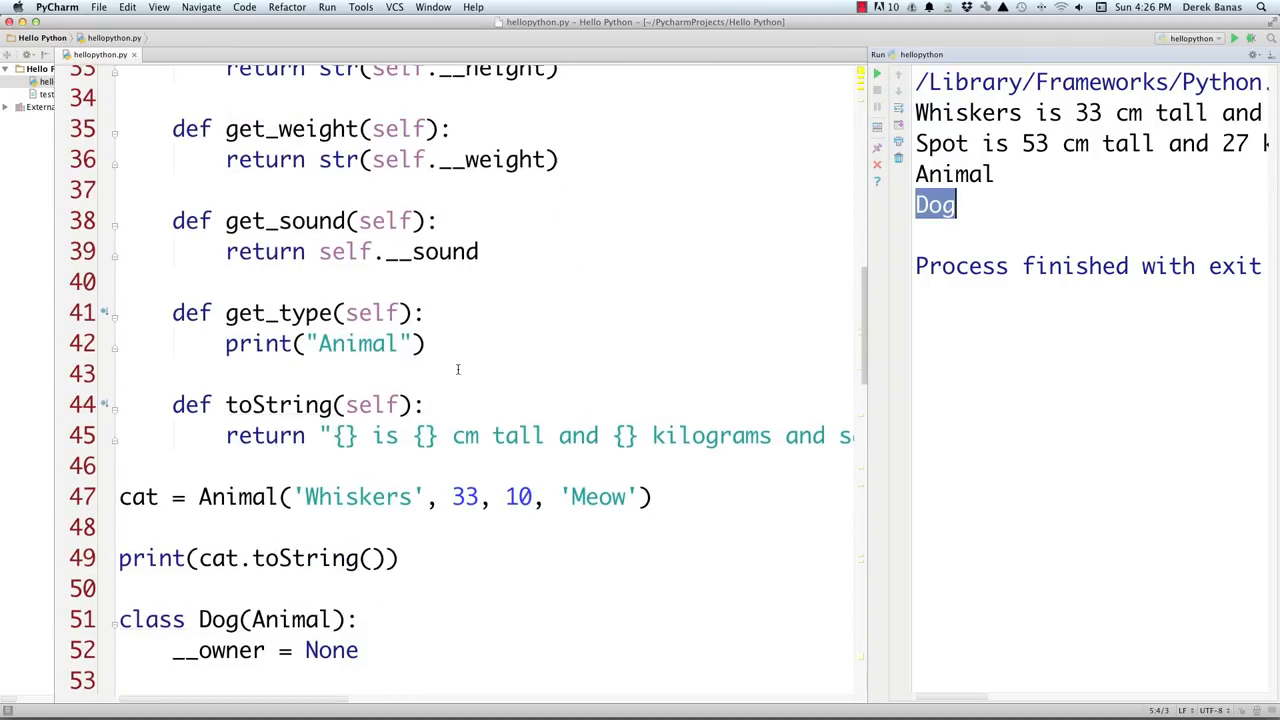 PyCharm File Edit View Navigate Code Refactor Run Tools VCS Window Help 10 Sun 4:26 PM Derek Banas
hellopython.py - Hello Python - [~/PycharmProjects/Hello Python]
Hello Python hellopython.py hellopython
hellopython.py
Hello P
hell
test
Externa
33 return str(self.__height)
34
35 def get_weight(self):
36 return str(self.__weight)
37
38 def get_sound(self):
39 return self.__sound
40
41 def get_type(self):
42 print("Animal")
43
44 def toString(self):
45 return "{} is {} cm tall and {} kilograms and s
46
47 cat = Animal('Whiskers', 33, 10, 'Meow')
48
49 print(cat.toString())
50
51 class Dog(Animal):
52 __owner = None
53
Run hellopython
/Library/Frameworks/Python.
Whiskers is 33 cm tall and
Spot is 53 cm tall and 27 k
Animal
Dog
Process finished with exit
54:4/3 LF UTF-8